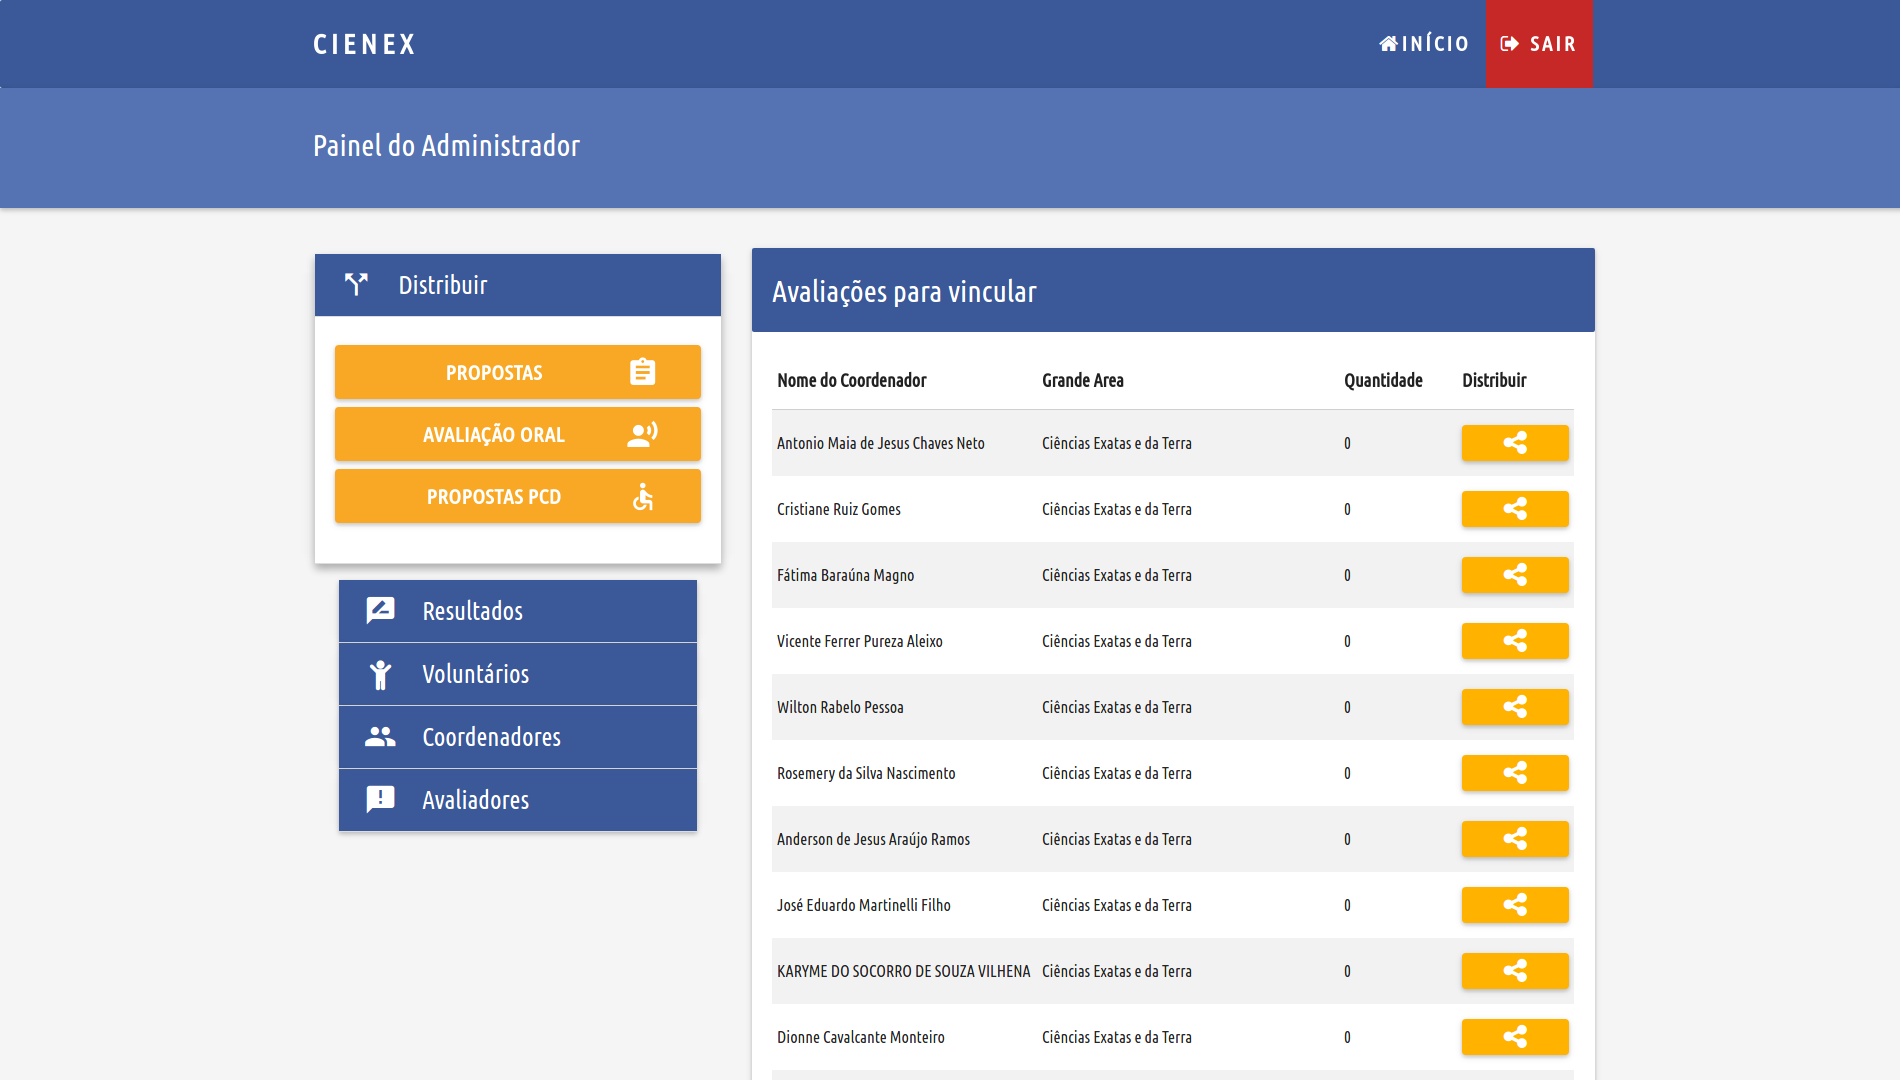 CIENEX
INÍCIO
SAIR
Painel do Administrador
Distribuir
PROPOSTAS
AVALIAÇÃO ORAL
PROPOSTAS PCD
Resultados
Voluntários
Coordenadores
Avaliadores
Avaliações para vincular
Nome do Coordenador Grande Area Quantidade Distribuir
Antonio Maia de Jesus Chaves Neto Ciências Exatas e da Terra 0
Cristiane Ruiz Gomes Ciências Exatas e da Terra 0
Fátima Baraúna Magno Ciências Exatas e da Terra 0
Vicente Ferrer Pureza Aleixo Ciências Exatas e da Terra 0
Wilton Rabelo Pessoa Ciências Exatas e da Terra 0
Rosemery da Silva Nascimento Ciências Exatas e da Terra 0
Anderson de Jesus Araújo Ramos Ciências Exatas e da Terra 0
José Eduardo Martinelli Filho Ciências Exatas e da Terra 0
KARYME DO SOCORRO DE SOUZA VILHENA Ciências Exatas e da Terra 0
Dionne Cavalcante Monteiro Ciências Exatas e da Terra 0